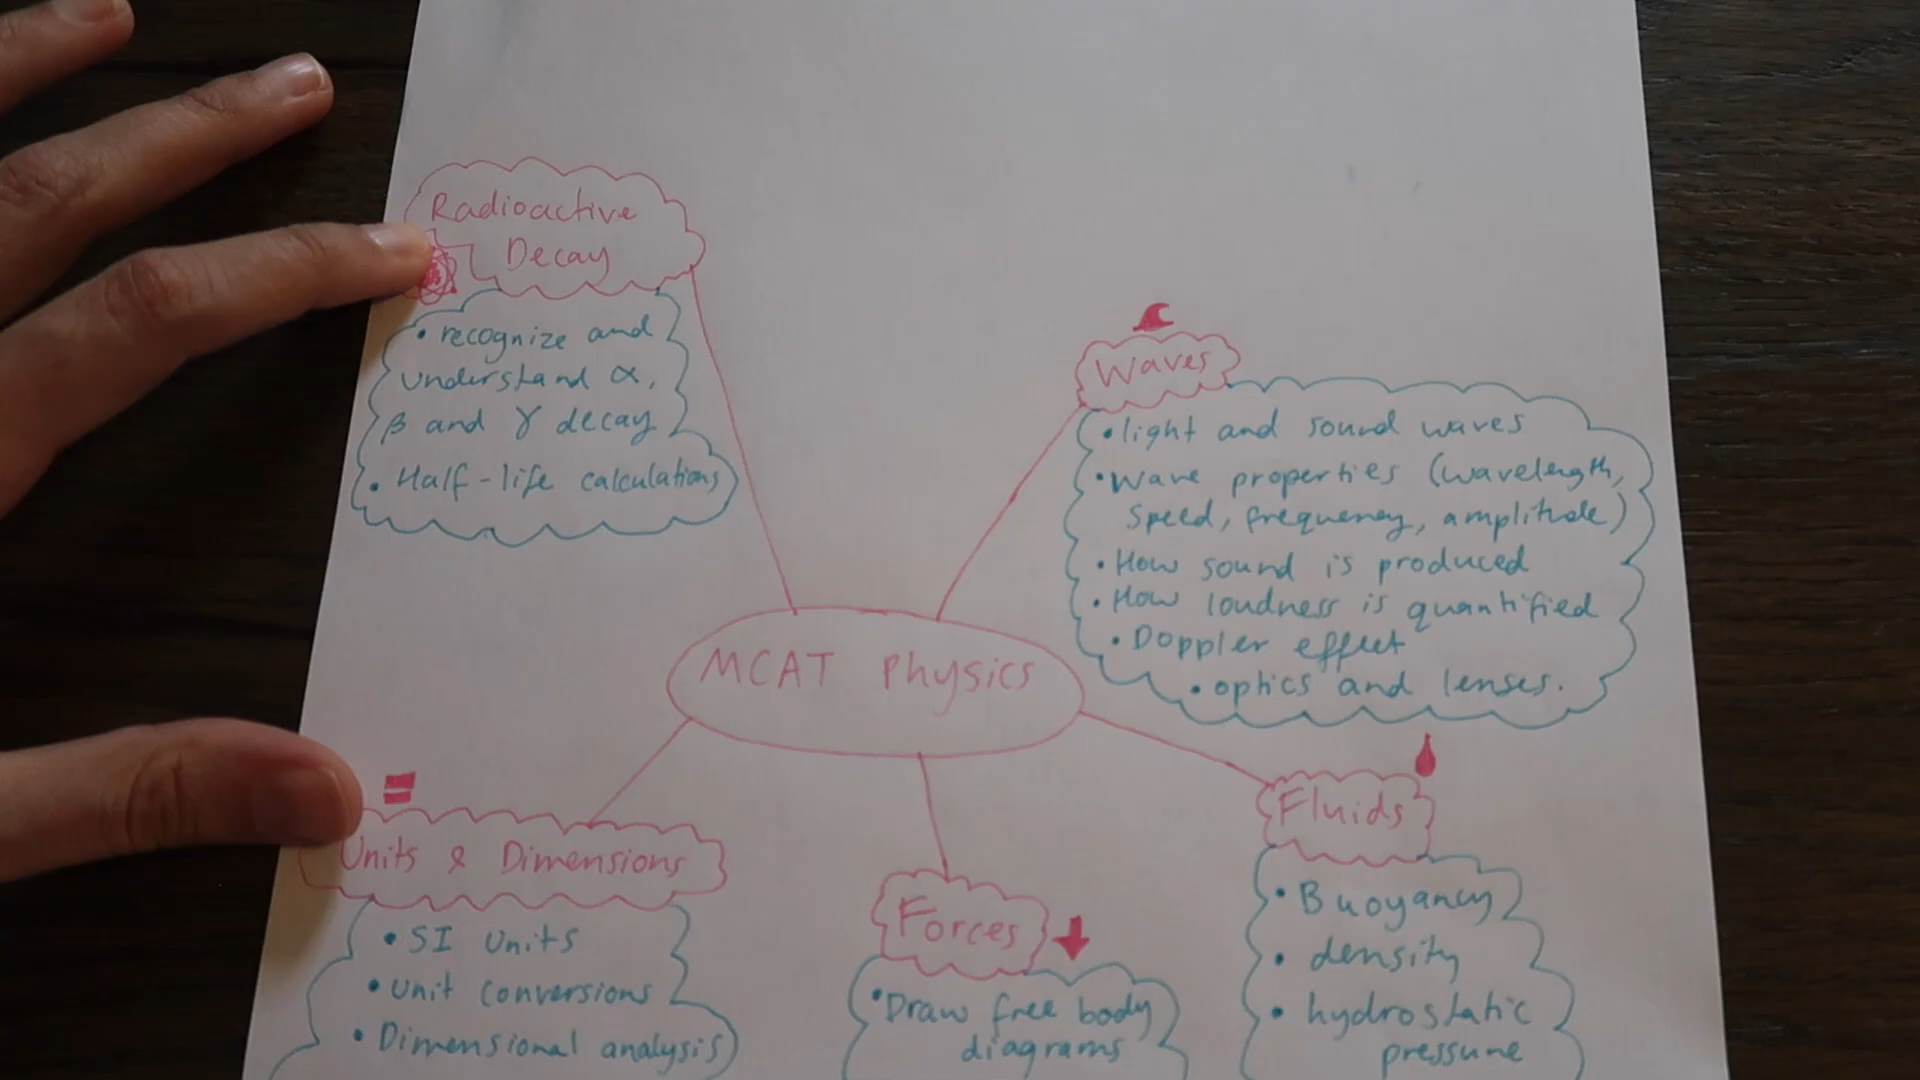 Radioactive
Decay
• recognize and
understand α,
β and γ decay
• Half-life calculations
Waves
• light and sound waves
• Wave properties (wavelength,
speed, frequency, amplitude)
• How sound is produced
• How loudness is quantified
• Doppler effect
• optics and lenses.
MCAT Physics
Units & Dimensions
• SI Units
• Unit conversions
• Dimensional analysis
Forces
• Draw free body
diagrams
Fluids
• Buoyancy
• density
• hydrostatic
pressure